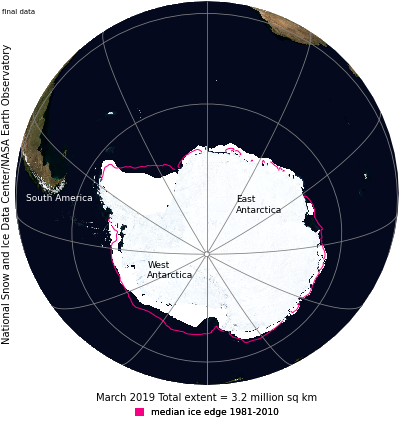 final data
National Snow and Ice Data Center/NASA Earth Observatory
South America
East
Antarctica
West
Antarctica
March 2019 Total extent = 3.2 million sq km
median ice edge 1981-2010